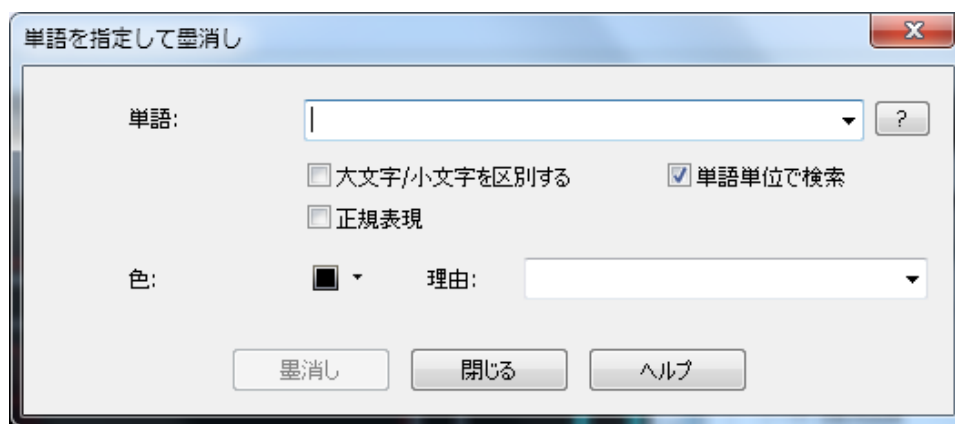 単語を指定して墨消し
単語:
?
大文字/小文字を区別する
単語単位で検索
正規表現
色:
理由:
墨消し
閉じる
ヘルプ